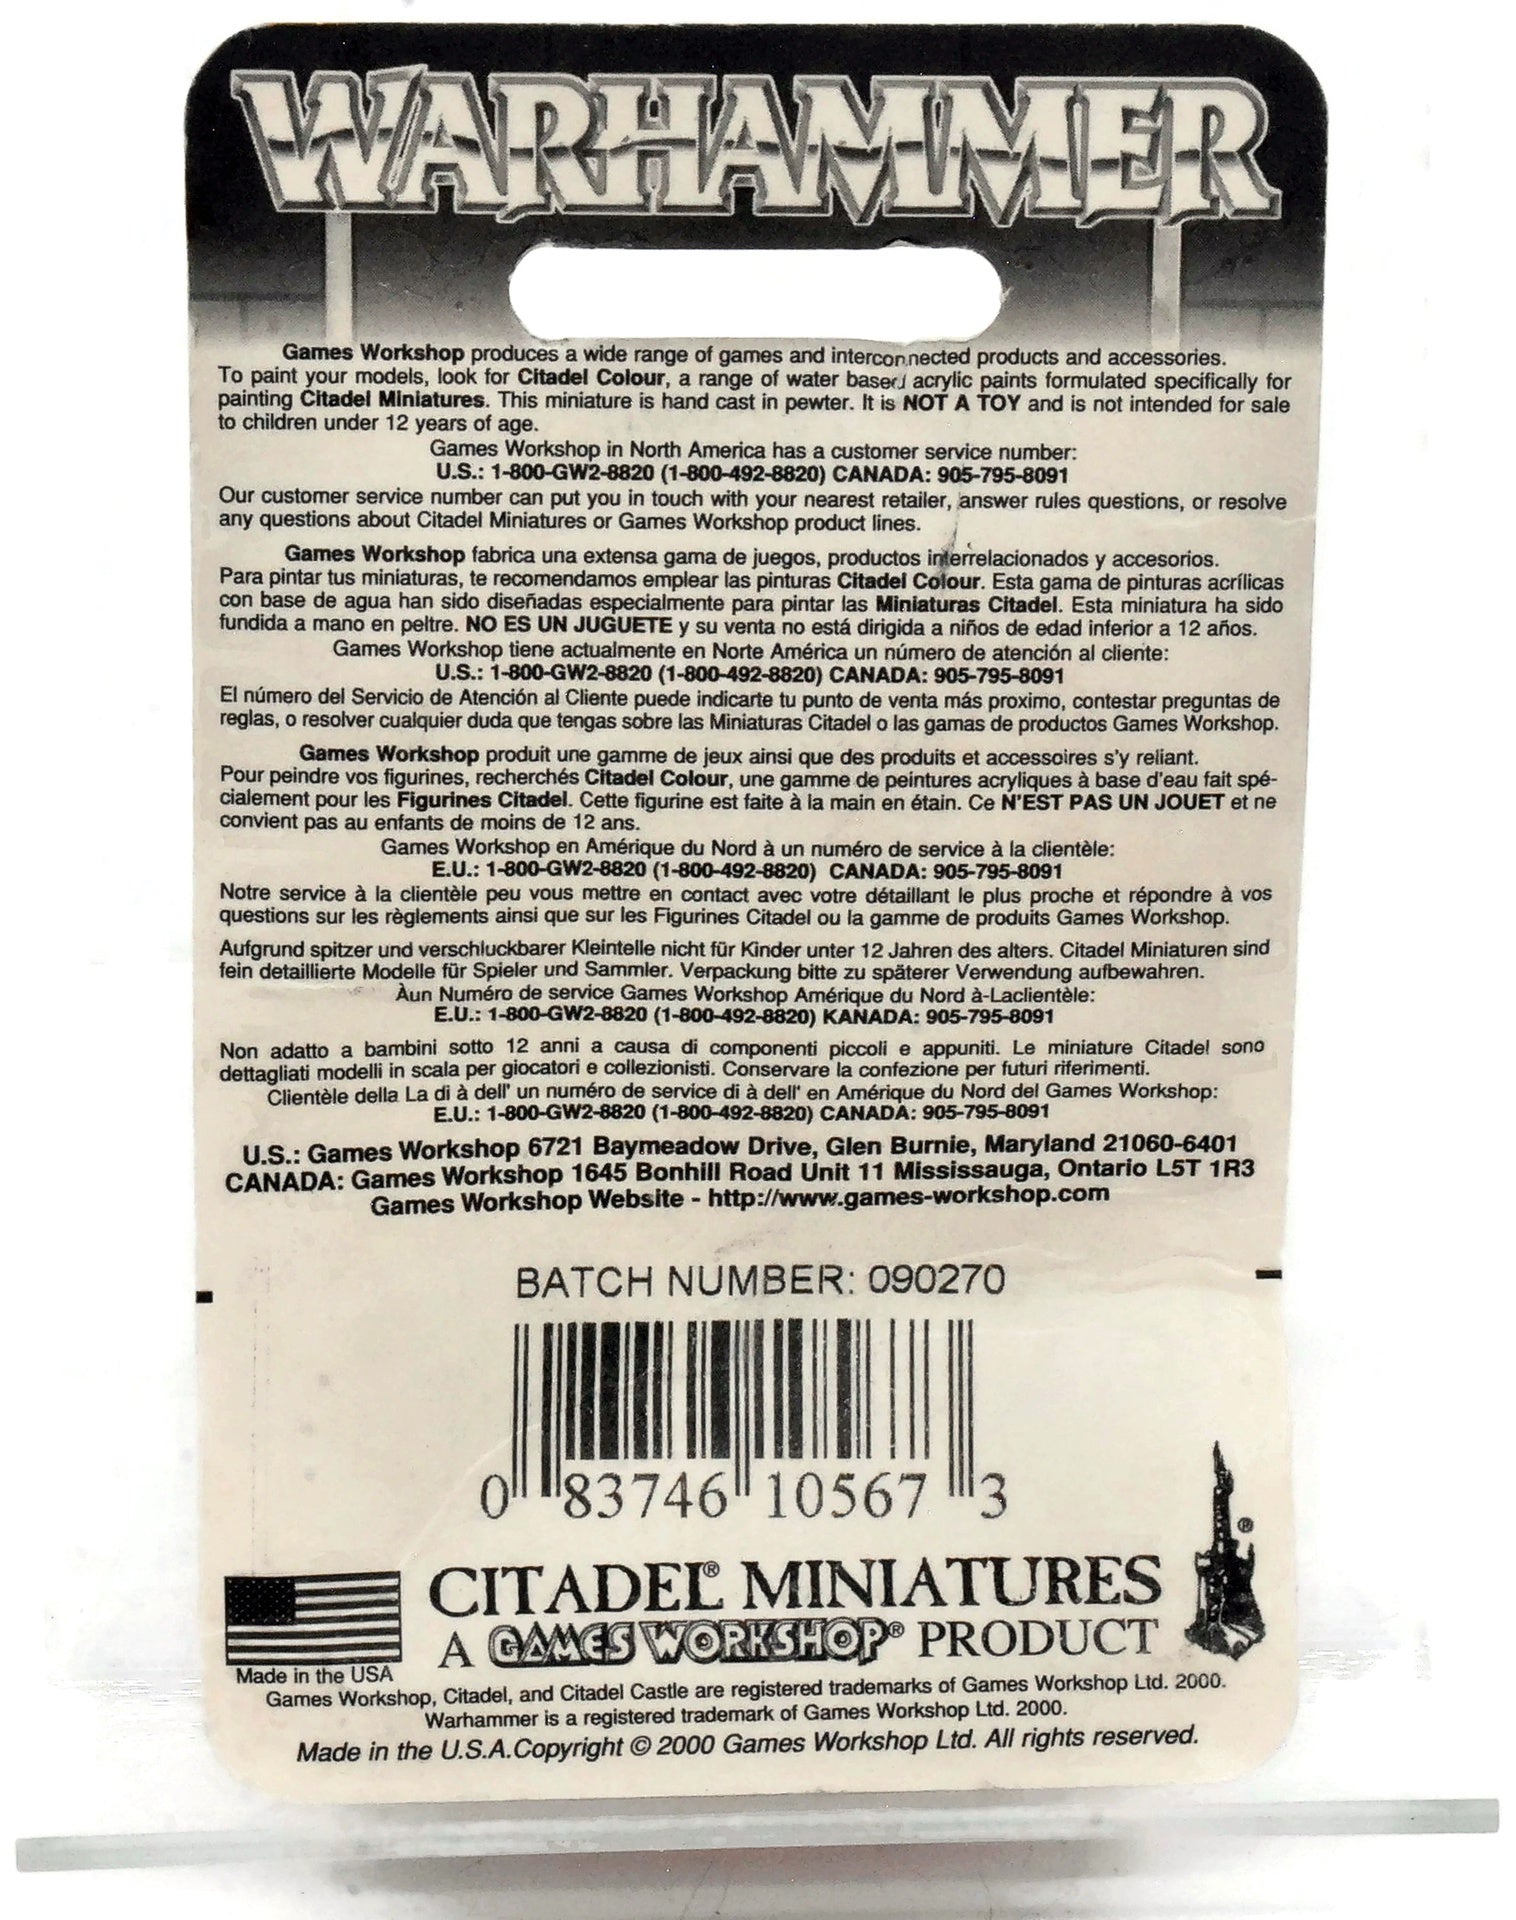 WARHAMMER
Games Workshop produces a wide range of games and interconnected products and accessories.
To paint your models, look for Citadel Colour, a range of water based acrylic paints formulated specifically for
painting Citadel Miniatures. This miniature is hand cast in pewter. It is NOT A TOY and is not intended for sale
to children under 12 years of age.
Games Workshop in North America has a customer service number:
U.S.: 1-800-GW2-8820 (1-800-492-8820) CANADA: 905-795-8091
Our customer service number can put you in touch with your nearest retailer, answer rules questions, or resolve
any questions about Citadel Miniatures or Games Workshop product lines.
Games Workshop fabrica una extensa gama de juegos, productos interrelacionados y accesorios.
Para pintar tus miniaturas, te recomendamos emplear las pinturas Citadel Colour. Esta gama de pinturas acrílicas
con base de agua han sido diseñadas especialmente para pintar las Miniaturas Citadel. Esta miniatura ha sido
fundida a mano en peltre. NO ES UN JUGUETE y su venta no está dirigida a niños de edad inferior a 12 años.
Games Workshop tiene actualmente en Norte América un número de atención al cliente:
U.S.: 1-800-GW2-8820 (1-800-492-8820) CANADA: 905-795-8091
El número del Servicio de Atención al Cliente puede indicarte tu punto de venta más proximo, contestar preguntas de
reglas, o resolver cualquier duda que tengas sobre las Miniaturas Citadel o las gamas de productos Games Workshop.
Games Workshop produit une gamme de jeux ainsi que des produits et accessoires s'y reliant.
Pour peindre vos figurines, recherchés Citadel Colour, une gamme de peintures acryliques à base d'eau fait spé-
cialement pour les Figurines Citadel. Cette figurine est faite à la main en étain. Ce N'EST PAS UN JOUET et ne
convient pas au enfants de moins de 12 ans.
Games Workshop en Amérique du Nord à un numéro de service à la clientèle:
E.U.: 1-800-GW2-8820 (1-800-492-8820) CANADA: 905-795-8091
Notre service à la clientèle peu vous mettre en contact avec votre détaillant le plus proche et répondre à vos
questions sur les règlements ainsi que sur les Figurines Citadel ou la gamme de produits Games Workshop.
Aufgrund spitzer und verschluckbarer Kleintelle nicht für Kinder unter 12 Jahren des alters. Citadel Miniaturen sind
fein detaillierte Modelle für Spieler und Sammler. Verpackung bitte zu späterer Verwendung aufbewahren.
Àun Numéro de service Games Workshop Amérique du Nord à-Laclientèle:
E.U.: 1-800-GW2-8820 (1-800-492-8820) KANADA: 905-795-8091
Non adatto a bambini sotto 12 anni a causa di componenti piccoli e appuniti. Le miniature Citadel sono
dettagliati modelli in scala per giocatori e collezionisti. Conservare la confezione per futuri riferimenti.
Clientèle della La di à dell' un numéro de service di à dell' en Amérique du Nord del Games Workshop:
E.U.: 1-800-GW2-8820 (1-800-492-8820) CANADA: 905-795-8091
U.S.: Games Workshop 6721 Baymeadow Drive, Glen Burnie, Maryland 21060-6401
CANADA: Games Workshop 1645 Bonhill Road Unit 11 Mississauga, Ontario L5T 1R3
Games Workshop Website - http://www.games-workshop.com
BATCH NUMBER: 090270
0 83746 10567 3
CITADEL® MINIATURES ®
A GAMES WORKSHOP® PRODUCT
Made in the USA
Games Workshop, Citadel, and Citadel Castle are registered trademarks of Games Workshop Ltd. 2000.
Warhammer is a registered trademark of Games Workshop Ltd. 2000.
Made in the U.S.A.Copyright © 2000 Games Workshop Ltd. All rights reserved.